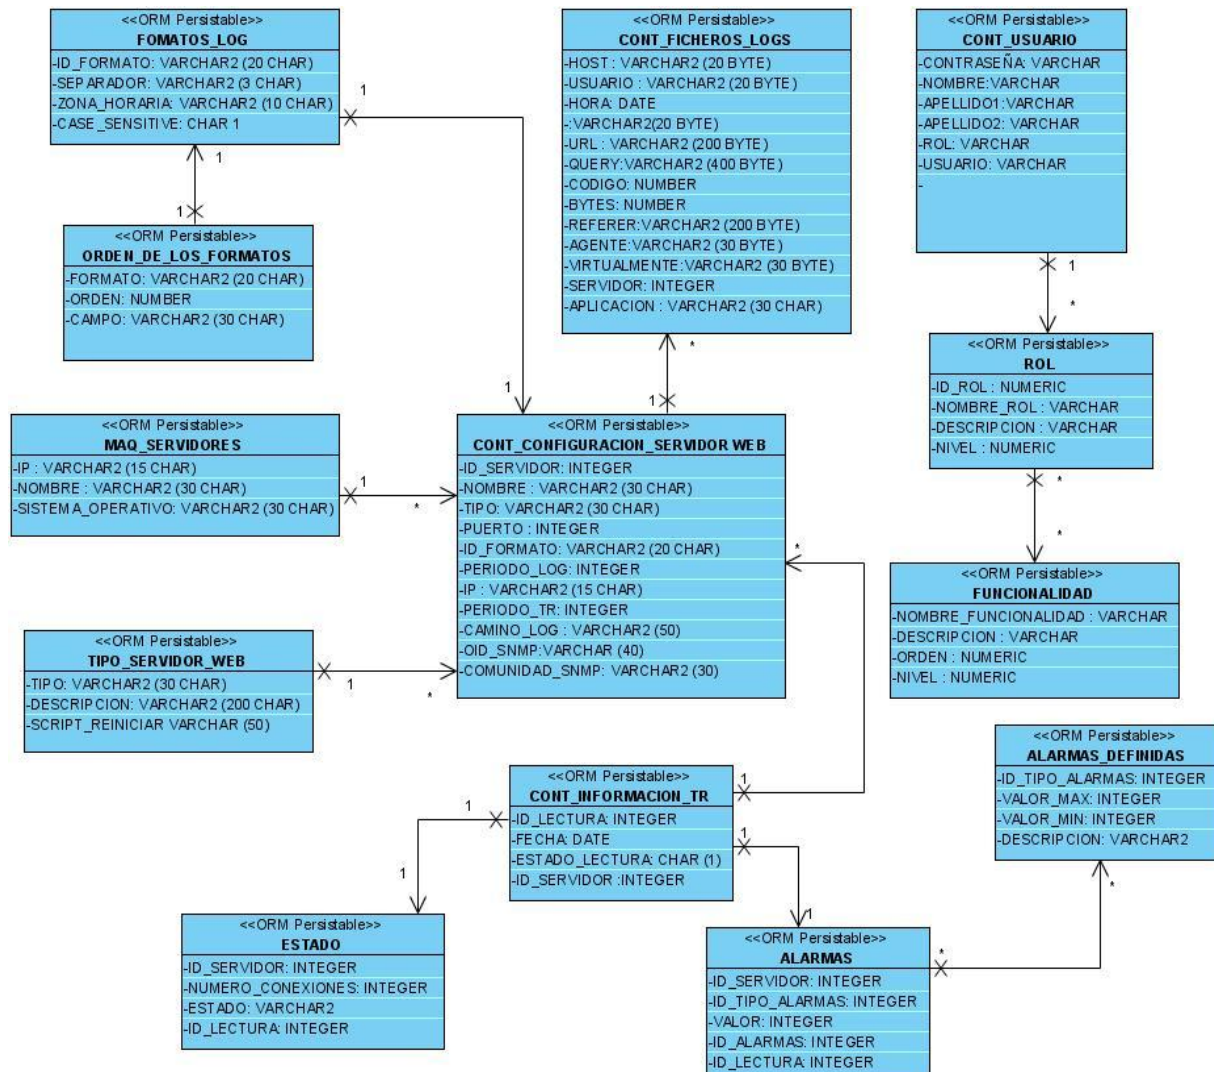 <<ORM Persistable>>
FOMATOS_LOG
-ID_FORMATO: VARCHAR2 (20 CHAR)
-SEPARADOR: VARCHAR2 (3 CHAR)
-ZONA_HORARIA: VARCHAR2 (10 CHAR)
-CASE_SENSITIVE: CHAR 1
<<ORM Persistable>>
CONT_FICHEROS_LOGS
-HOST : VARCHAR2 (20 BYTE)
-USUARIO : VARCHAR2 (20 BYTE)
-HORA: DATE
-:VARCHAR2(20 BYTE)
-URL : VARCHAR2 (200 BYTE)
-QUERY:VARCHAR2 (400 BYTE)
-CODIGO: NUMBER
-BYTES: NUMBER
-REFERER:VARCHAR2 (200 BYTE)
-AGENTE:VARCHAR2 (30 BYTE)
-VIRTUALMENTE:VARCHAR2 (30 BYTE)
-SERVIDOR: INTEGER
-APLICACION : VARCHAR2 (30 CHAR)
<<ORM Persistable>>
CONT_USUARIO
-CONTRASEÑA: VARCHAR
-NOMBRE:VARCHAR
-APELLIDO1:VARCHAR
-APELLIDO2: VARCHAR
-ROL: VARCHAR
-USUARIO: VARCHAR
-
1
1
1
<<ORM Persistable>>
ORDEN_DE_LOS_FORMATOS
-FORMATO: VARCHAR2 (20 CHAR)
-ORDEN: NUMBER
-CAMPO: VARCHAR2 (30 CHAR)
1
*
<<ORM Persistable>>
ROL
-ID_ROL : NUMERIC
-NOMBRE_ROL : VARCHAR
-DESCRIPCION : VARCHAR
-NIVEL : NUMERIC
*
1
1
<<ORM Persistable>>
MAQ_SERVIDORES
-IP : VARCHAR2 (15 CHAR)
-NOMBRE : VARCHAR2 (30 CHAR)
-SISTEMA_OPERATIVO: VARCHAR2 (30 CHAR)
1
*
<<ORM Persistable>>
CONT_CONFIGURACION_SERVIDOR WEB
-ID_SERVIDOR: INTEGER
-NOMBRE : VARCHAR2 (30 CHAR)
-TIPO: VARCHAR2 (30 CHAR)
-PUERTO : INTEGER
-ID_FORMATO: VARCHAR2 (20 CHAR)
-PERIODO_LOG: INTEGER
-IP : VARCHAR2 (15 CHAR)
-PERIODO_TR: INTEGER
-CAMINO_LOG : VARCHAR2 (50)
-OID_SNMP:VARCHAR (40)
-COMUNIDAD_SNMP: VARCHAR2 (30)
*
*
*
<<ORM Persistable>>
FUNCIONALIDAD
-NOMBRE_FUNCIONALIDAD : VARCHAR
-DESCRIPCION : VARCHAR
-ORDEN : NUMERIC
-NIVEL : NUMERIC
<<ORM Persistable>>
TIPO_SERVIDOR_WEB
-TIPO: VARCHAR2 (30 CHAR)
-DESCRIPCION: VARCHAR2 (200 CHAR)
-SCRIPT_REINICIAR VARCHAR (50)
1
*
<<ORM Persistable>>
CONT_INFORMACION_TR
-ID_LECTURA: INTEGER
-FECHA: DATE
-ESTADO_LECTURA: CHAR (1)
-ID_SERVIDOR :INTEGER
1
1
1
1
1
<<ORM Persistable>>
ALARMAS_DEFINIDAS
-ID_TIPO_ALARMAS: INTEGER
-VALOR_MAX: INTEGER
-VALOR_MIN: INTEGER
-DESCRIPCION: VARCHAR2
*
*
<<ORM Persistable>>
ESTADO
-ID_SERVIDOR: INTEGER
-NUMERO_CONEXIONES: INTEGER
-ESTADO: VARCHAR2
-ID_LECTURA: INTEGER
<<ORM Persistable>>
ALARMAS
-ID_SERVIDOR: INTEGER
-ID_TIPO_ALARMAS: INTEGER
-VALOR: INTEGER
-ID_ALARMAS: INTEGER
-ID_LECTURA: INTEGER